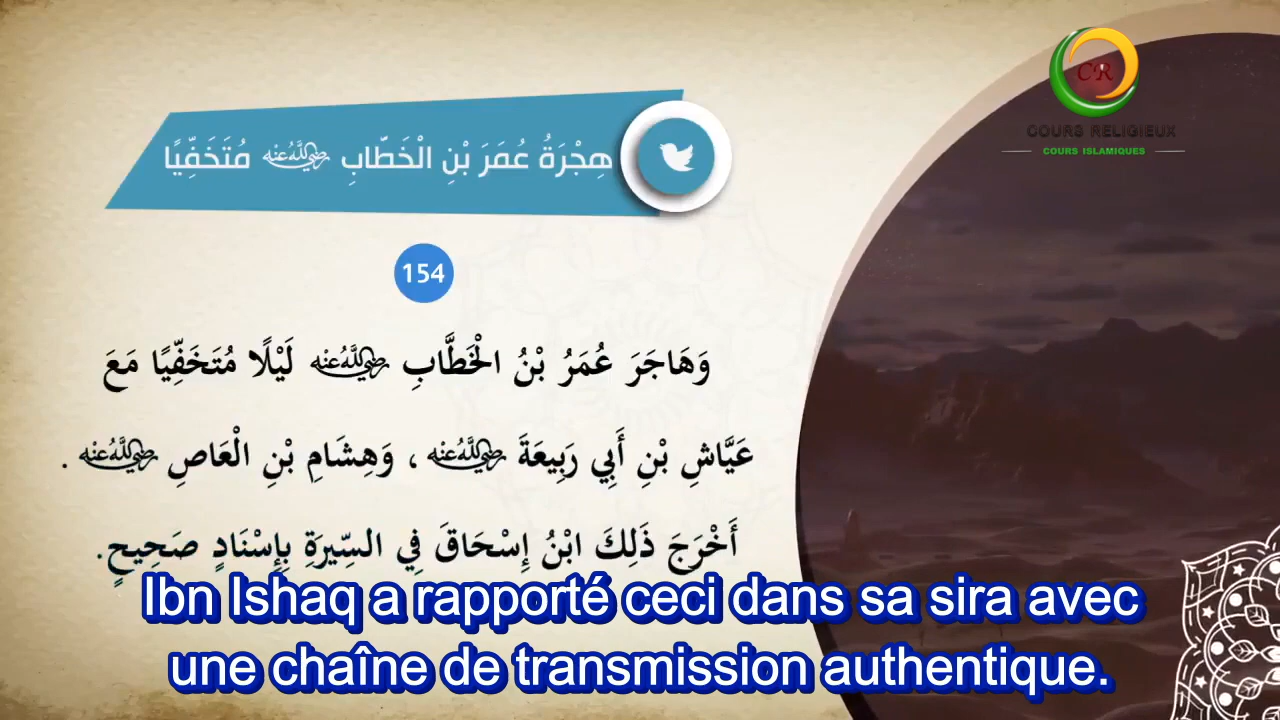 CR
COURS RELIGIEUX
COURS ISLAMIQUES
هِجْرَةُ عُمَرَ بْنِ الْخَطَّابِ رضي الله عنه مُتَخَفِّيًا
154
وَهَاجَرَ عُمَرُ بْنُ الْخَطَّابِ رضي الله عنه لَيْلًا مُتَخَفِّيًا مَعَ
عَيَّاشِ بْنِ أَبِي رَبِيعَةَ رضي الله عنه ، وَهِشَامِ بْنِ الْعَاصِ رضي الله عنه .
أَخْرَجَ ذَلِكَ ابْنُ إِسْحَاقَ فِي السِّيرَةِ بِإِسْنَادٍ صَحِيحٍ.
Ibn Ishaq a rapporté ceci dans sa sira avec
une chaîne de transmission authentique.